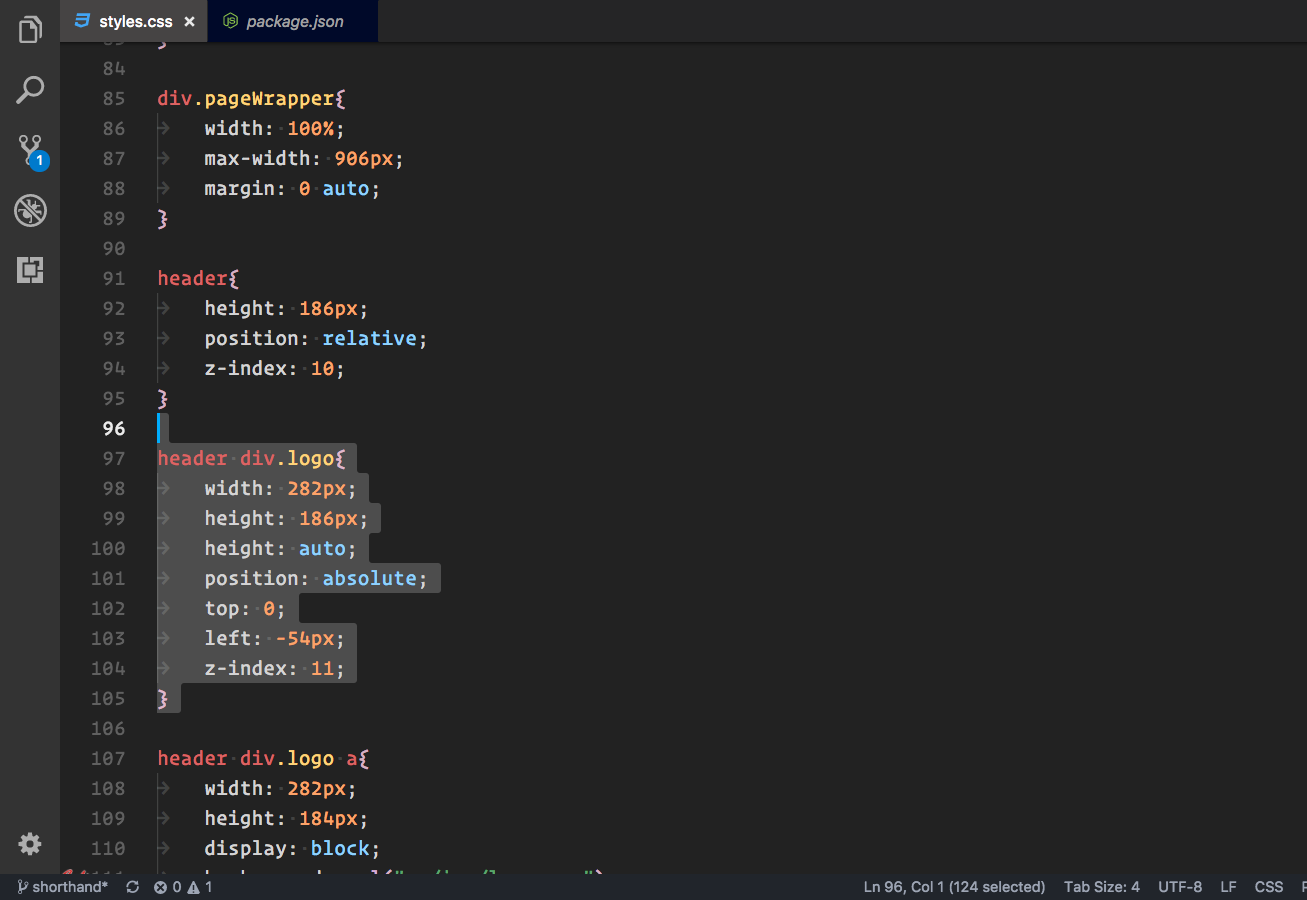 styles.css × package.json
83 }
84
85 div.pageWrapper{
86 width: 100%;
87 max-width: 906px;
88 margin: 0 auto;
89 }
90
91 header{
92 height: 186px;
93 position: relative;
94 z-index: 10;
95 }
96
97 header div.logo{
98 width: 282px;
99 height: 186px;
100 height: auto;
101 position: absolute;
102 top: 0;
103 left: -54px;
104 z-index: 11;
105 }
106
107 header div.logo a{
108 width: 282px;
109 height: 184px;
110 display: block;
111
1
shorthand* 0 1 Ln 96, Col 1 (124 selected) Tab Size: 4 UTF-8 LF CSS